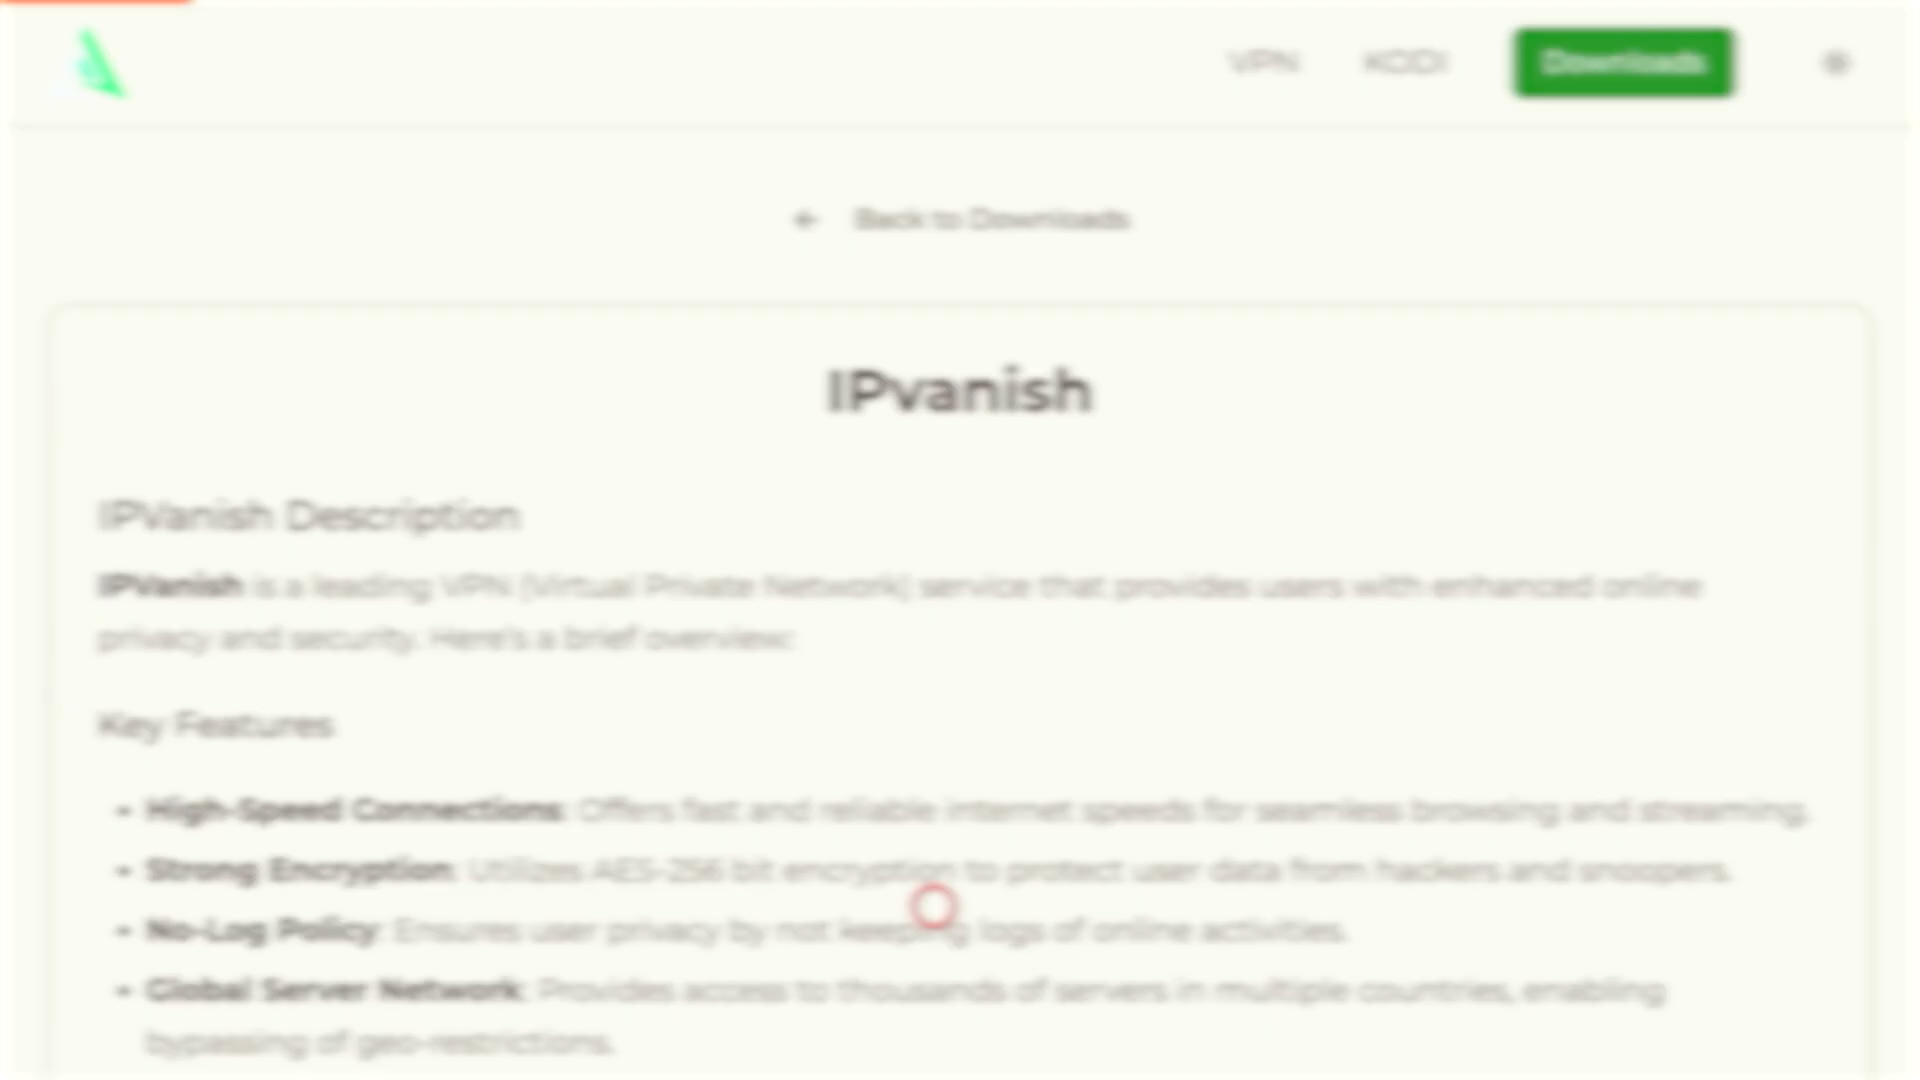 VPN KODI Downloads
← Back to Downloads
IPvanish
IPVanish Description
IPVanish is a leading VPN (Virtual Private Network) service that provides users with enhanced online
privacy and security. Here's a brief overview:
Key Features
- High-Speed Connections: Offers fast and reliable internet speeds for seamless browsing and streaming.
- Strong Encryption: Utilizes AES-256 bit encryption to protect user data from hackers and snoopers.
- No-Log Policy: Ensures user privacy by not keeping logs of online activities.
- Global Server Network: Provides access to thousands of servers in multiple countries, enabling
bypassing of geo-restrictions.